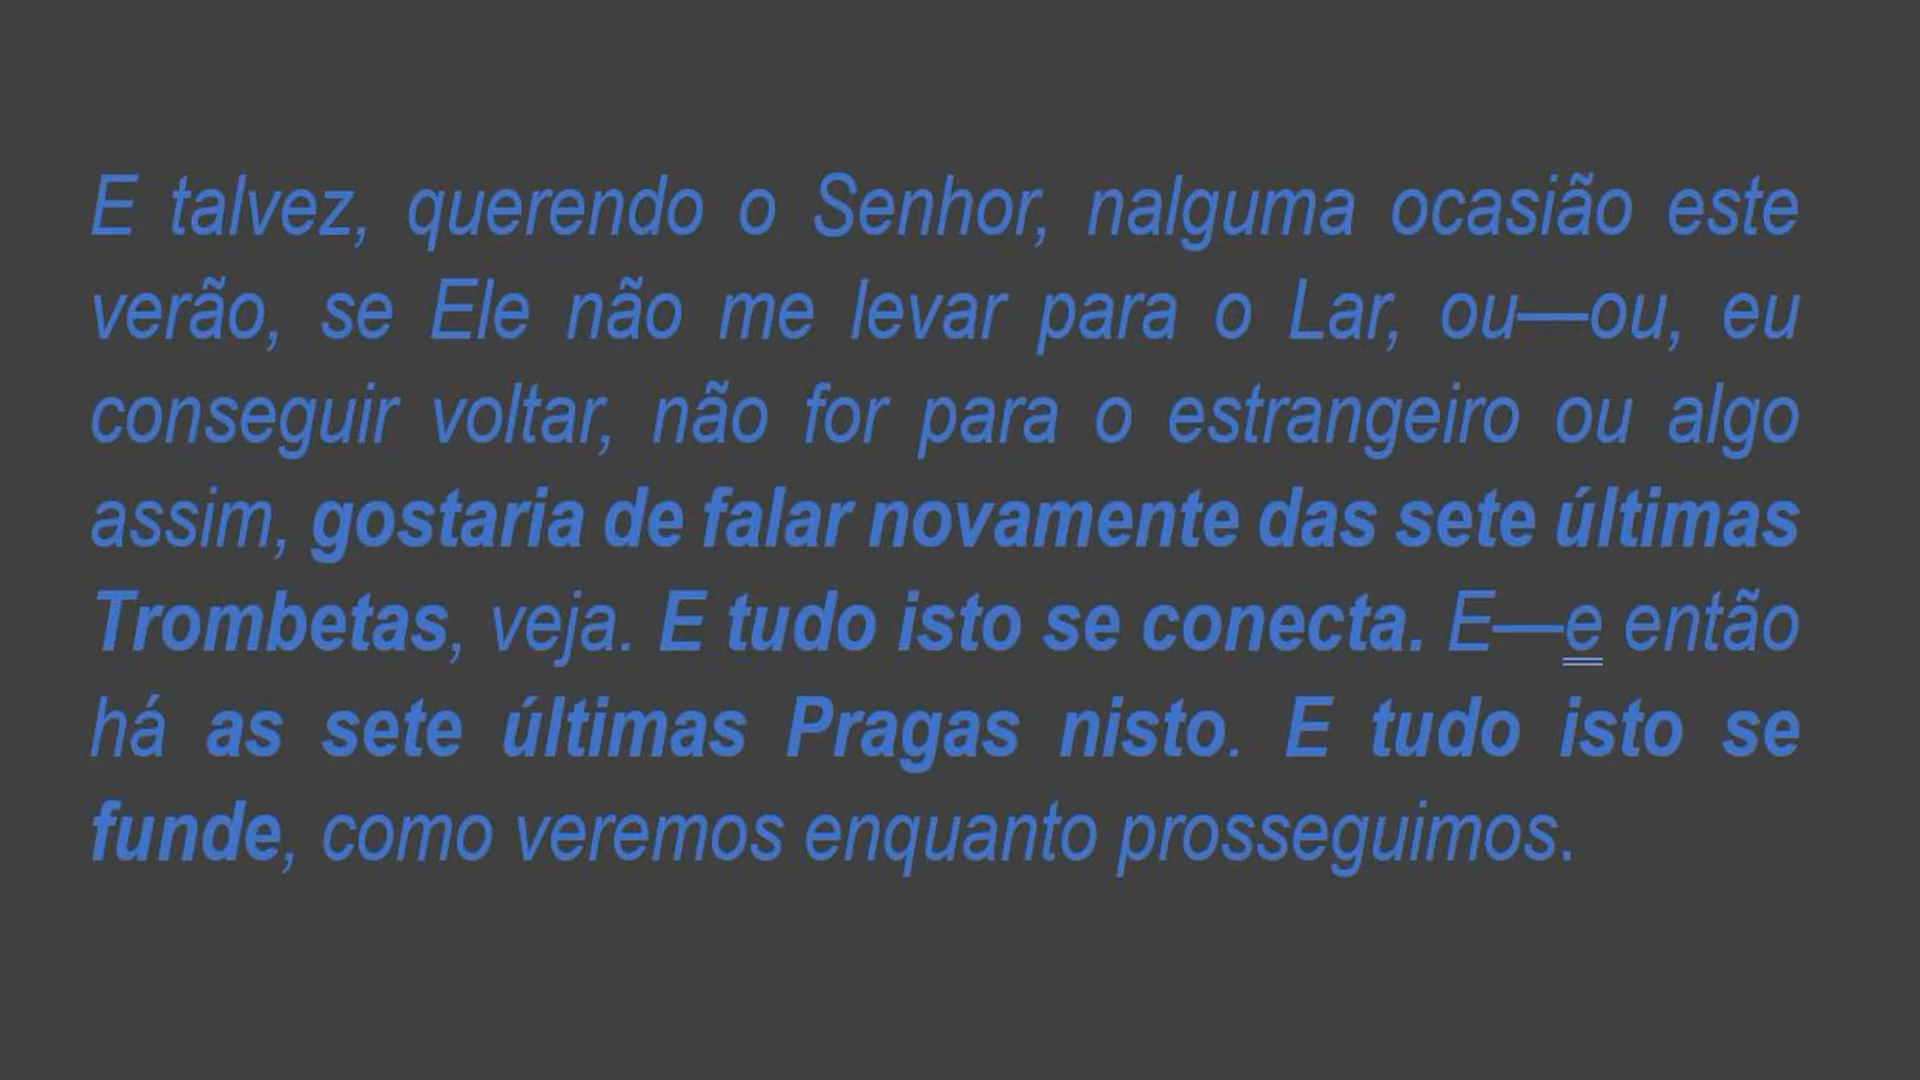 E talvez, querendo o Senhor, nalguma ocasião este
verão, se Ele não me levar para o Lar, ou—ou, eu
conseguir voltar, não for para o estrangeiro ou algo
assim, gostaria de falar novamente das sete últimas
Trombetas, veja. E tudo isto se conecta. E—e então
há as sete últimas Pragas nisto. E tudo isto se
funde, como veremos enquanto prosseguimos.